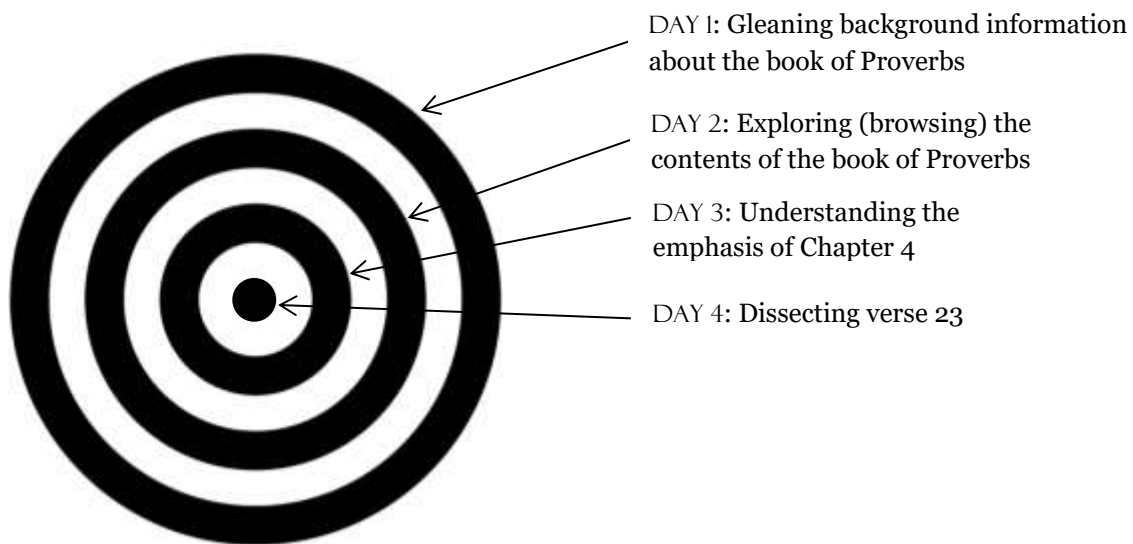 DAY 1: Gleaning background information
about the book of Proverbs
DAY 2: Exploring (browsing) the
contents of the book of Proverbs
DAY 3: Understanding the
emphasis of Chapter 4
DAY 4: Dissecting verse 23